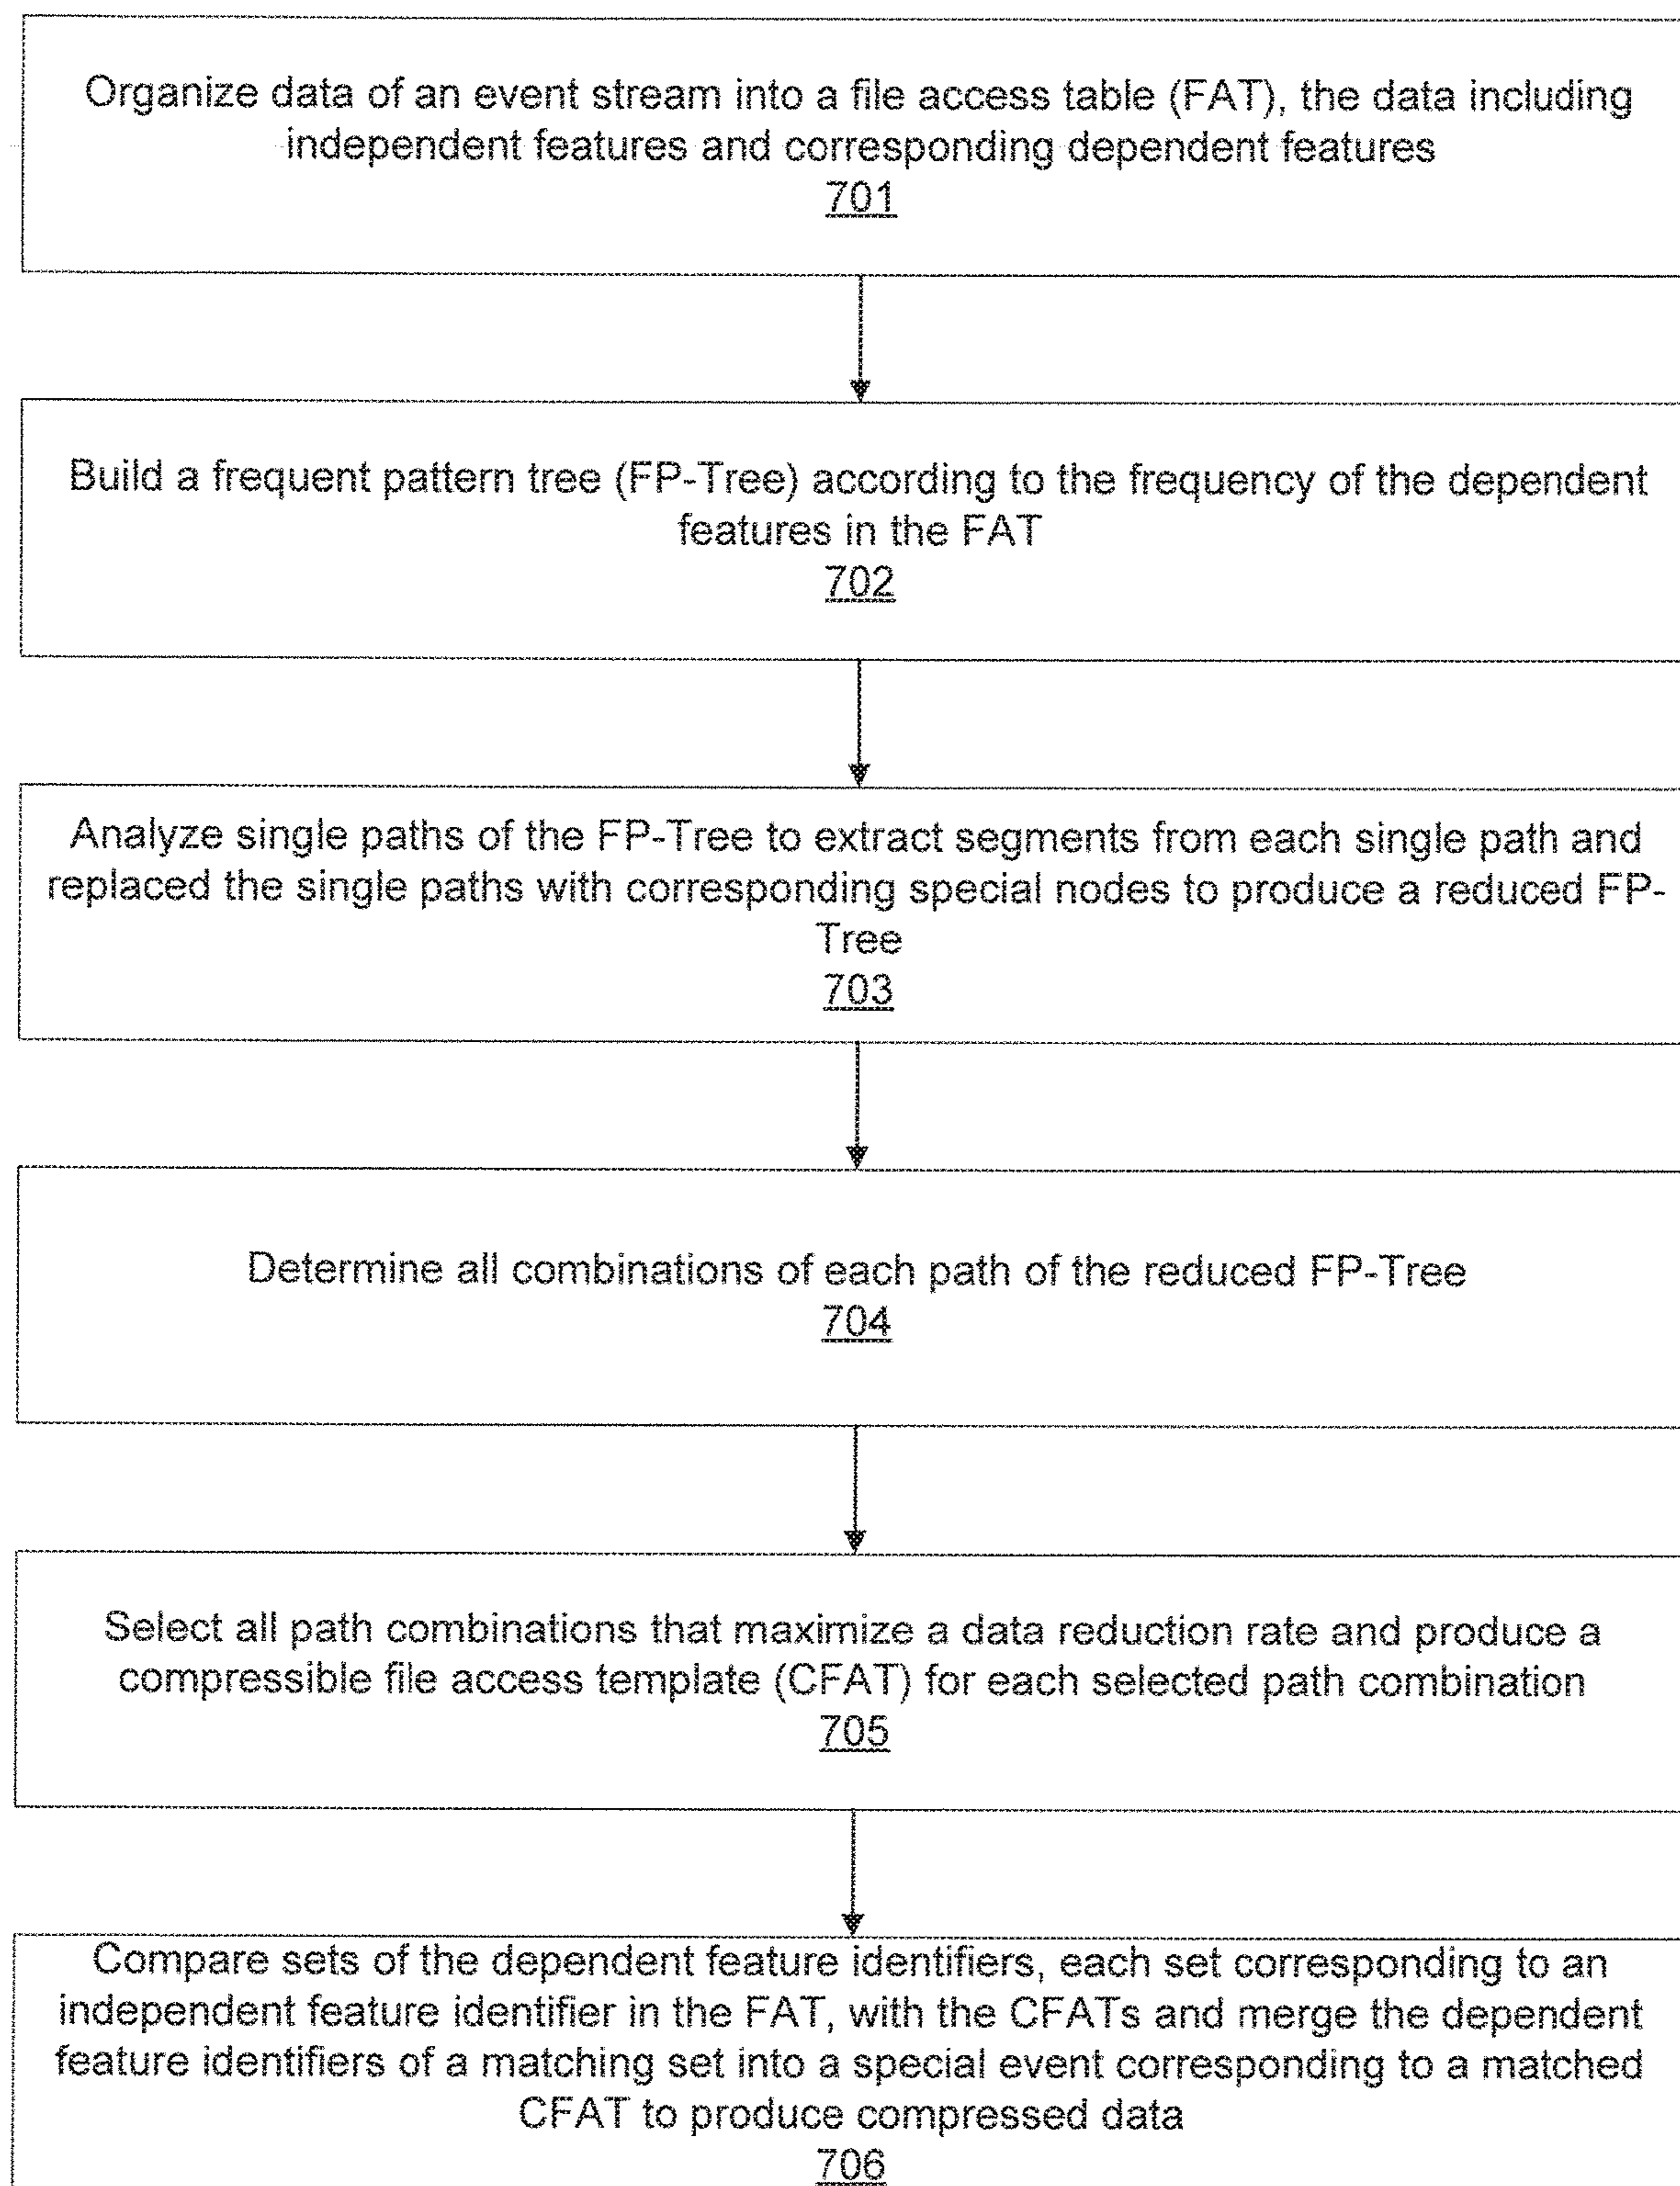 Organize data of an event stream into a file access table (FAT), the data including
independent features and corresponding dependent features
701
Build a frequent pattern tree (FP-Tree) according to the frequency of the dependent
features in the FAT
702
Analyze single paths of the FP-Tree to extract segments from each single path and
replaced the single paths with corresponding special nodes to produce a reduced FP-
Tree
703
Determine all combinations of each path of the reduced FP-Tree
704
Select all path combinations that maximize a data reduction rate and produce a
compressible file access template (CFAT) for each selected path combination
705
Compare sets of the dependent feature identifiers, each set corresponding to an
independent feature identifier in the FAT, with the CFATs and merge the dependent
feature identifiers of a matching set into a special event corresponding to a matched
CFAT to produce compressed data
706